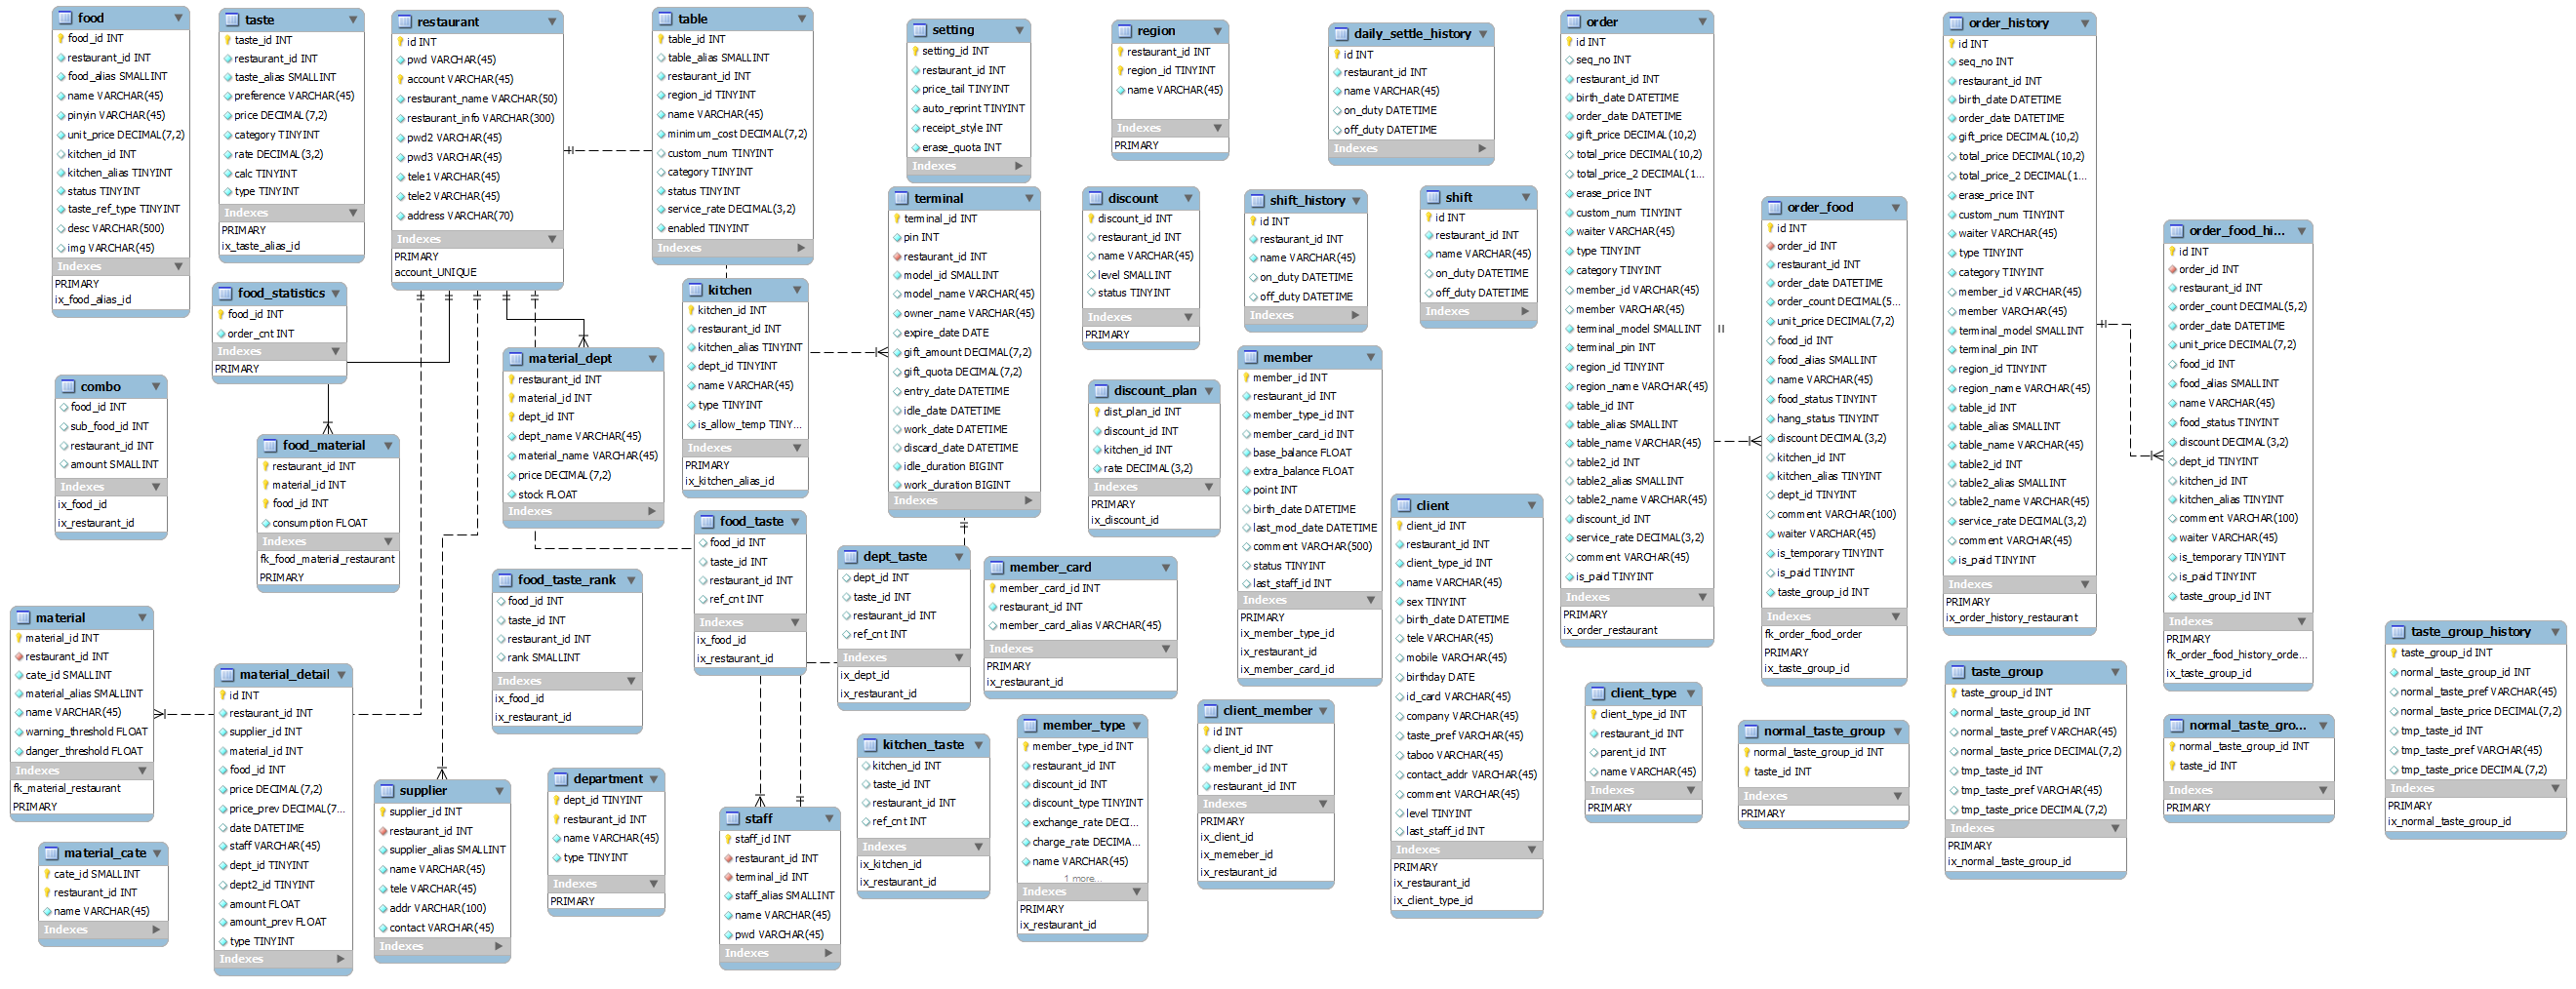 food
food_id INT
restaurant_id INT
food_alias SMALLINT
name VARCHAR(45)
pinyin VARCHAR(45)
unit_price DECIMAL(7,2)
kitchen_id INT
kitchen_alias TINYINT
status TINYINT
taste_ref_type TINYINT
desc VARCHAR(500)
img VARCHAR(45)
Indexes
PRIMARY
ix_food_alias_id
taste
taste_id INT
restaurant_id INT
taste_alias SMALLINT
preference VARCHAR(45)
price DECIMAL(7,2)
category TINYINT
rate DECIMAL(3,2)
calc TINYINT
type TINYINT
Indexes
PRIMARY
ix_taste_alias_id
restaurant
id INT
pwd VARCHAR(45)
account VARCHAR(45)
restaurant_name VARCHAR(50)
restaurant_info VARCHAR(300)
pwd2 VARCHAR(45)
pwd3 VARCHAR(45)
tele1 VARCHAR(45)
tele2 VARCHAR(45)
address VARCHAR(70)
Indexes
PRIMARY
account_UNIQUE
table
table_id INT
table_alias SMALLINT
restaurant_id INT
region_id TINYINT
name VARCHAR(45)
minimum_cost DECIMAL(7,2)
custom_num TINYINT
category TINYINT
status TINYINT
service_rate DECIMAL(3,2)
enabled TINYINT
Indexes
setting
setting_id INT
restaurant_id INT
price_tail TINYINT
auto_reprint TINYINT
receipt_style INT
erase_quota INT
Indexes
region
restaurant_id INT
region_id TINYINT
name VARCHAR(45)
Indexes
PRIMARY
daily_settle_history
id INT
restaurant_id INT
name VARCHAR(45)
on_duty DATETIME
off_duty DATETIME
Indexes
order
id INT
seq_no INT
restaurant_id INT
birth_date DATETIME
order_date DATETIME
gift_price DECIMAL(10,2)
total_price DECIMAL(10,2)
total_price_2 DECIMAL(1...
erase_price INT
custom_num TINYINT
waiter VARCHAR(45)
type TINYINT
category TINYINT
member_id VARCHAR(45)
member VARCHAR(45)
terminal_model SMALLINT
terminal_pin INT
region_id TINYINT
region_name VARCHAR(45)
table_id INT
table_alias SMALLINT
table_name VARCHAR(45)
table2_id INT
table2_alias SMALLINT
table2_name VARCHAR(45)
discount_id INT
service_rate DECIMAL(3,2)
comment VARCHAR(45)
is_paid TINYINT
Indexes
PRIMARY
ix_order_restaurant
order_history
id INT
seq_no INT
restaurant_id INT
birth_date DATETIME
order_date DATETIME
gift_price DECIMAL(10,2)
total_price DECIMAL(10,2)
total_price_2 DECIMAL(1...
erase_price INT
custom_num TINYINT
waiter VARCHAR(45)
type TINYINT
category TINYINT
member_id VARCHAR(45)
member VARCHAR(45)
terminal_model SMALLINT
terminal_pin INT
region_id TINYINT
region_name VARCHAR(45)
table_id INT
table_alias SMALLINT
table_name VARCHAR(45)
table2_id INT
table2_alias SMALLINT
table2_name VARCHAR(45)
service_rate DECIMAL(3,2)
comment VARCHAR(45)
is_paid TINYINT
Indexes
PRIMARY
ix_order_history_restaurant
terminal
terminal_id INT
pin INT
restaurant_id INT
model_id SMALLINT
model_name VARCHAR(45)
owner_name VARCHAR(45)
expire_date DATE
gift_amount DECIMAL(7,2)
gift_quota DECIMAL(7,2)
entry_date DATETIME
idle_date DATETIME
work_date DATETIME
discard_date DATETIME
idle_duration BIGINT
work_duration BIGINT
Indexes
discount
discount_id INT
restaurant_id INT
name VARCHAR(45)
level SMALLINT
status TINYINT
Indexes
PRIMARY
shift_history
id INT
restaurant_id INT
name VARCHAR(45)
on_duty DATETIME
off_duty DATETIME
Indexes
shift
id INT
restaurant_id INT
name VARCHAR(45)
on_duty DATETIME
off_duty DATETIME
Indexes
order_food
id INT
order_id INT
restaurant_id INT
order_date DATETIME
order_count DECIMAL(5...
unit_price DECIMAL(7,2)
food_id INT
food_alias SMALLINT
name VARCHAR(45)
food_status TINYINT
hang_status TINYINT
discount DECIMAL(3,2)
kitchen_id INT
kitchen_alias TINYINT
dept_id TINYINT
comment VARCHAR(100)
waiter VARCHAR(45)
is_temporary TINYINT
is_paid TINYINT
taste_group_id INT
Indexes
fk_order_food_order
PRIMARY
ix_taste_group_id
order_food_hi...
id INT
order_id INT
restaurant_id INT
order_count DECIMAL(5,2)
order_date DATETIME
unit_price DECIMAL(7,2)
food_id INT
food_alias SMALLINT
name VARCHAR(45)
food_status TINYINT
discount DECIMAL(3,2)
dept_id TINYINT
kitchen_id INT
kitchen_alias TINYINT
comment VARCHAR(100)
waiter VARCHAR(45)
is_temporary TINYINT
is_paid TINYINT
taste_group_id INT
Indexes
PRIMARY
fk_order_food_history_orde...
ix_taste_group_id
food_statistics
food_id INT
order_cnt INT
Indexes
PRIMARY
kitchen
kitchen_id INT
restaurant_id INT
kitchen_alias TINYINT
dept_id TINYINT
name VARCHAR(45)
type TINYINT
is_allow_temp TINY...
Indexes
PRIMARY
ix_kitchen_alias_id
material_dept
restaurant_id INT
material_id INT
dept_id INT
dept_name VARCHAR(45)
material_name VARCHAR(45)
price DECIMAL(7,2)
stock FLOAT
Indexes
member
member_id INT
restaurant_id INT
member_type_id INT
member_card_id INT
base_balance FLOAT
extra_balance FLOAT
point INT
birth_date DATETIME
last_mod_date DATETIME
comment VARCHAR(500)
status TINYINT
last_staff_id INT
Indexes
PRIMARY
ix_member_type_id
ix_restaurant_id
ix_member_card_id
combo
food_id INT
sub_food_id INT
restaurant_id INT
amount SMALLINT
Indexes
ix_food_id
ix_restaurant_id
discount_plan
dist_plan_id INT
discount_id INT
kitchen_id INT
rate DECIMAL(3,2)
Indexes
PRIMARY
ix_discount_id
food_material
restaurant_id INT
material_id INT
food_id INT
consumption FLOAT
Indexes
fk_food_material_restaurant
PRIMARY
client
client_id INT
restaurant_id INT
client_type_id INT
name VARCHAR(45)
sex TINYINT
birth_date DATETIME
tele VARCHAR(45)
mobile VARCHAR(45)
birthday DATE
id_card VARCHAR(45)
company VARCHAR(45)
taste_pref VARCHAR(45)
taboo VARCHAR(45)
contact_addr VARCHAR(45)
comment VARCHAR(45)
level TINYINT
last_staff_id INT
Indexes
PRIMARY
ix_restaurant_id
ix_client_type_id
food_taste
food_id INT
taste_id INT
restaurant_id INT
ref_cnt INT
Indexes
ix_food_id
ix_restaurant_id
dept_taste
dept_id INT
taste_id INT
restaurant_id INT
ref_cnt INT
Indexes
ix_dept_id
ix_restaurant_id
member_card
member_card_id INT
restaurant_id INT
member_card_alias VARCHAR(45)
Indexes
PRIMARY
ix_restaurant_id
food_taste_rank
food_id INT
taste_id INT
restaurant_id INT
rank SMALLINT
Indexes
ix_food_id
ix_restaurant_id
material
material_id INT
restaurant_id INT
cate_id SMALLINT
material_alias SMALLINT
name VARCHAR(45)
warning_threshold FLOAT
danger_threshold FLOAT
Indexes
fk_material_restaurant
PRIMARY
taste_group_history
taste_group_id INT
normal_taste_group_id INT
normal_taste_pref VARCHAR(45)
normal_taste_price DECIMAL(7,2)
tmp_taste_id INT
tmp_taste_pref VARCHAR(45)
tmp_taste_price DECIMAL(7,2)
Indexes
PRIMARY
ix_normal_taste_group_id
material_detail
id INT
restaurant_id INT
supplier_id INT
material_id INT
food_id INT
price DECIMAL(7,2)
price_prev DECIMAL(7...
date DATETIME
staff VARCHAR(45)
dept_id TINYINT
dept2_id TINYINT
amount FLOAT
amount_prev FLOAT
type TINYINT
Indexes
taste_group
taste_group_id INT
normal_taste_group_id INT
normal_taste_pref VARCHAR(45)
normal_taste_price DECIMAL(7,2)
tmp_taste_id INT
tmp_taste_pref VARCHAR(45)
tmp_taste_price DECIMAL(7,2)
Indexes
PRIMARY
ix_normal_taste_group_id
client_type
client_type_id INT
restaurant_id INT
parent_id INT
name VARCHAR(45)
Indexes
PRIMARY
client_member
id INT
client_id INT
member_id INT
restaurant_id INT
Indexes
PRIMARY
ix_client_id
ix_memeber_id
ix_restaurant_id
member_type
member_type_id INT
restaurant_id INT
discount_id INT
discount_type TINYINT
exchange_rate DECI...
charge_rate DECIMA...
name VARCHAR(45)
1 more...
Indexes
PRIMARY
ix_restaurant_id
normal_taste_group
normal_taste_group_id INT
taste_id INT
Indexes
PRIMARY
normal_taste_gro...
normal_taste_group_id INT
taste_id INT
Indexes
PRIMARY
kitchen_taste
kitchen_id INT
taste_id INT
restaurant_id INT
ref_cnt INT
Indexes
ix_kitchen_id
ix_restaurant_id
department
dept_id TINYINT
restaurant_id INT
name VARCHAR(45)
type TINYINT
Indexes
PRIMARY
supplier
supplier_id INT
restaurant_id INT
supplier_alias SMALLINT
name VARCHAR(45)
tele VARCHAR(45)
addr VARCHAR(100)
contact VARCHAR(45)
Indexes
staff
staff_id INT
restaurant_id INT
terminal_id INT
staff_alias SMALLINT
name VARCHAR(45)
pwd VARCHAR(45)
Indexes
material_cate
cate_id SMALLINT
restaurant_id INT
name VARCHAR(45)
Indexes